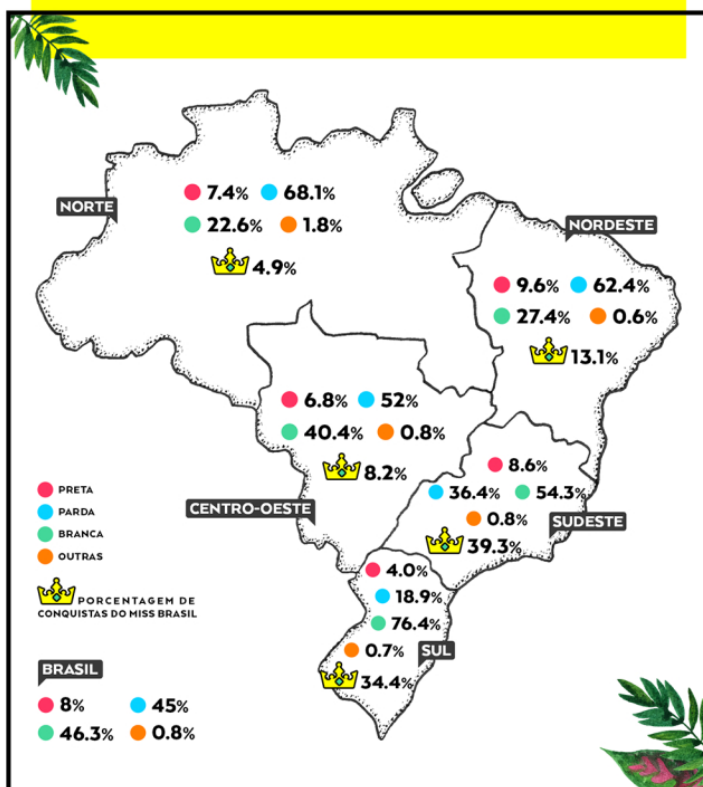 NORTE
7.4% 68.1%
22.6% 1.8%
4.9%
NORDESTE
9.6% 62.4%
27.4% 0.6%
13.1%
6.8% 52%
40.4% 0.8%
8.2%
CENTRO-OESTE
8.6%
36.4% 54.3%
0.8%
39.3%
SUDESTE
4.0%
18.9%
76.4%
0.7%
34.4%
SUL
PRETA
PARDA
BRANCA
OUTRAS
PORCENTAGEM DE
CONQUISTAS DO MISS BRASIL
BRASIL
8% 45%
46.3% 0.8%